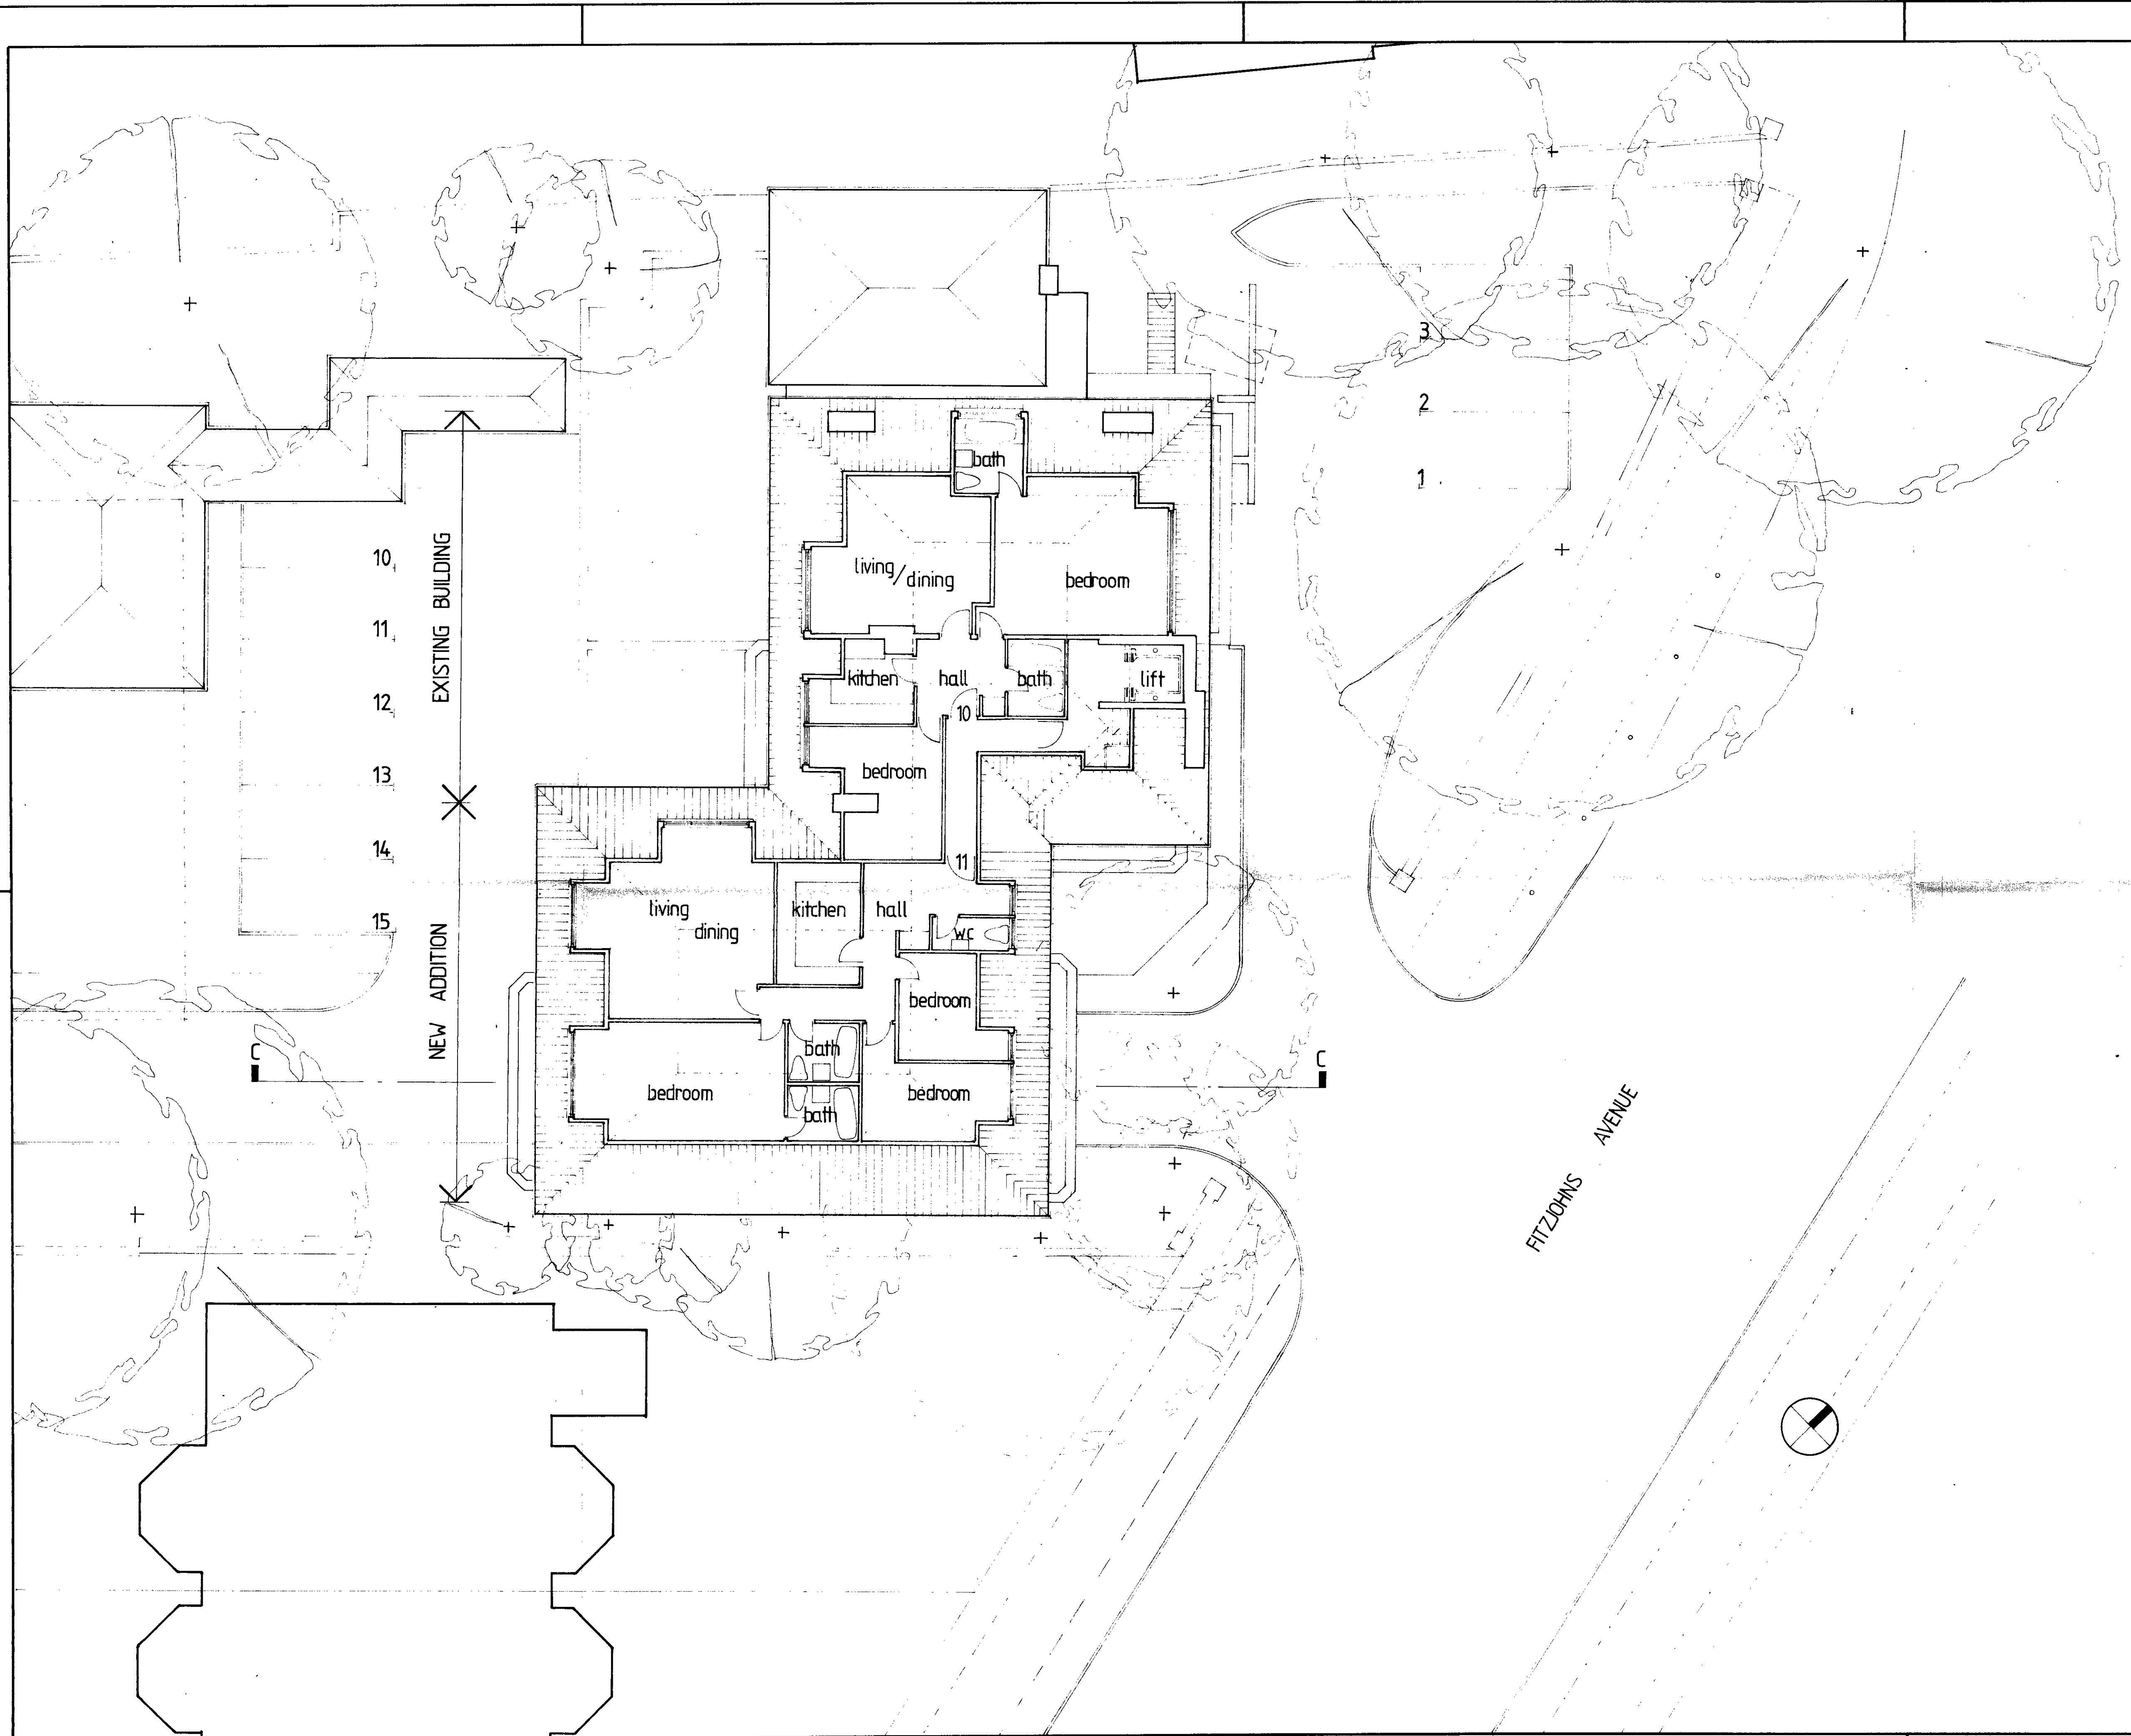 3
2
1
bath
10
living/dining
bedroom
11
EXISTING BUILDING
kitchen
hall
bath
lift
12
10
13
bedroom
14
11
living
dining
kitchen
hall
15
wc
NEW ADDITION
bedroom
C
C
bath
bedroom
bedroom
bath
FITZJOHNS AVENUE